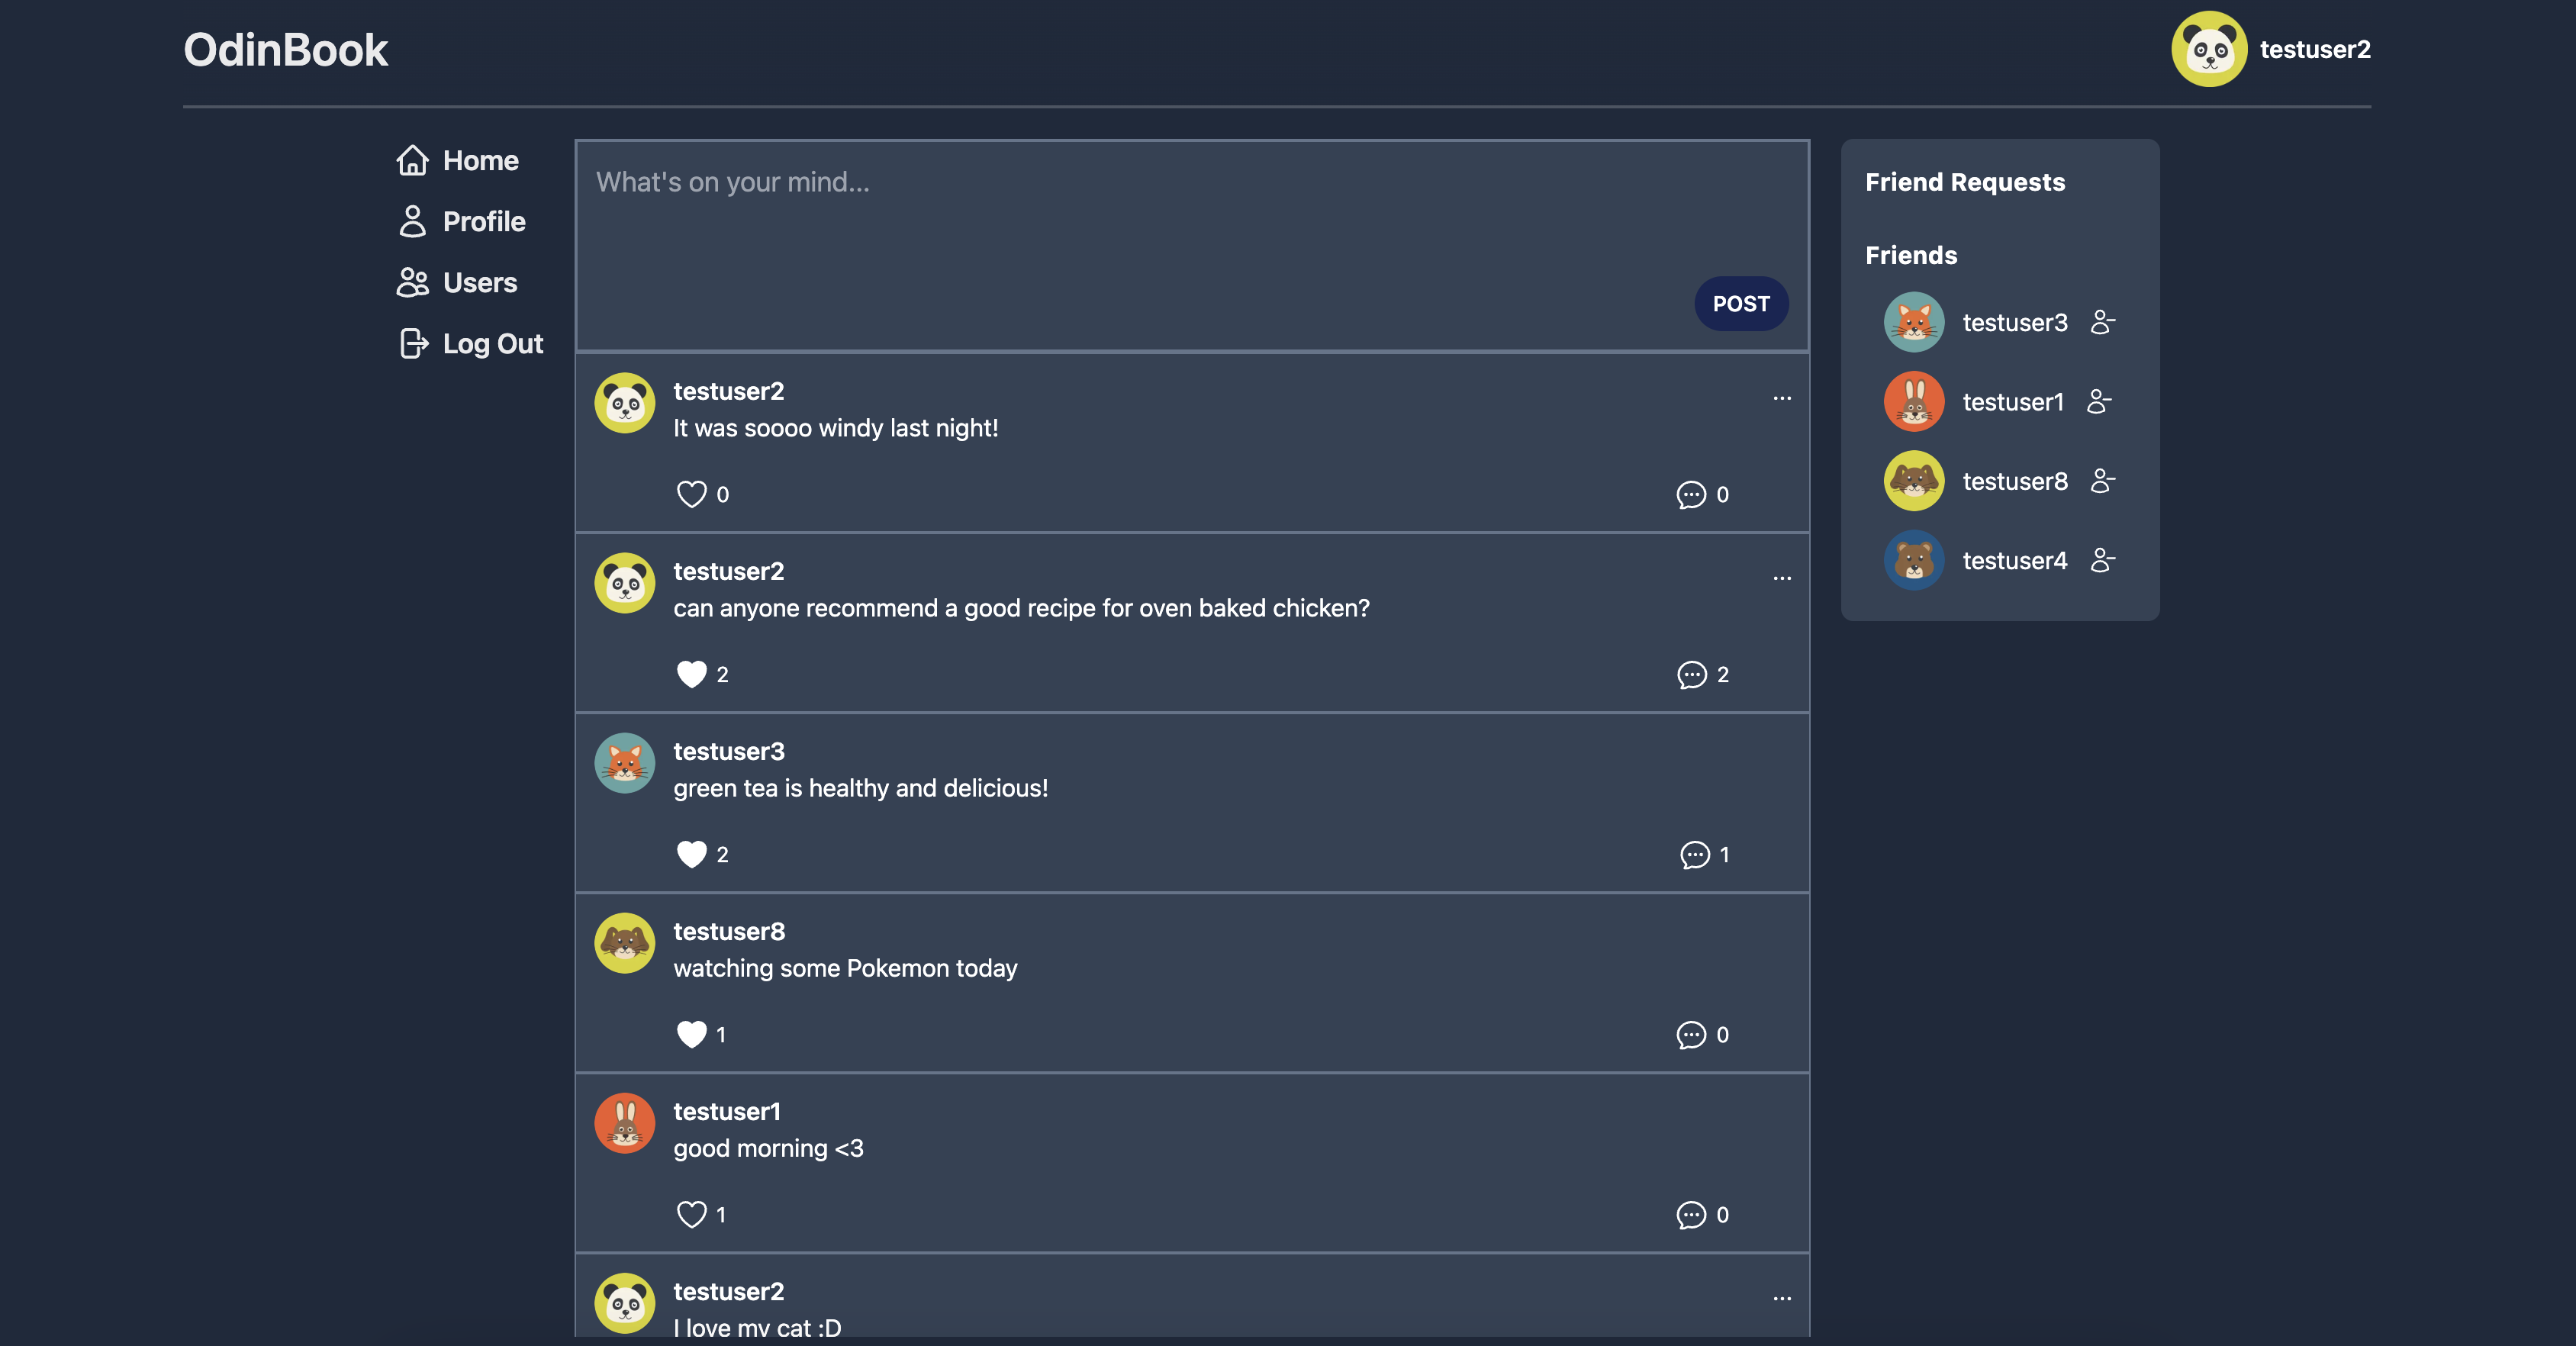 OdinBook
testuser2
Home
Profile
Users
Log Out
What's on your mind...
POST
testuser2
It was soooo windy last night!
0
0
testuser2
can anyone recommend a good recipe for oven baked chicken?
2
2
testuser3
green tea is healthy and delicious!
2
1
testuser8
watching some Pokemon today
1
0
testuser1
good morning <3
1
0
testuser2
I love my cat :D
Friend Requests
Friends
testuser3
testuser1
testuser8
testuser4